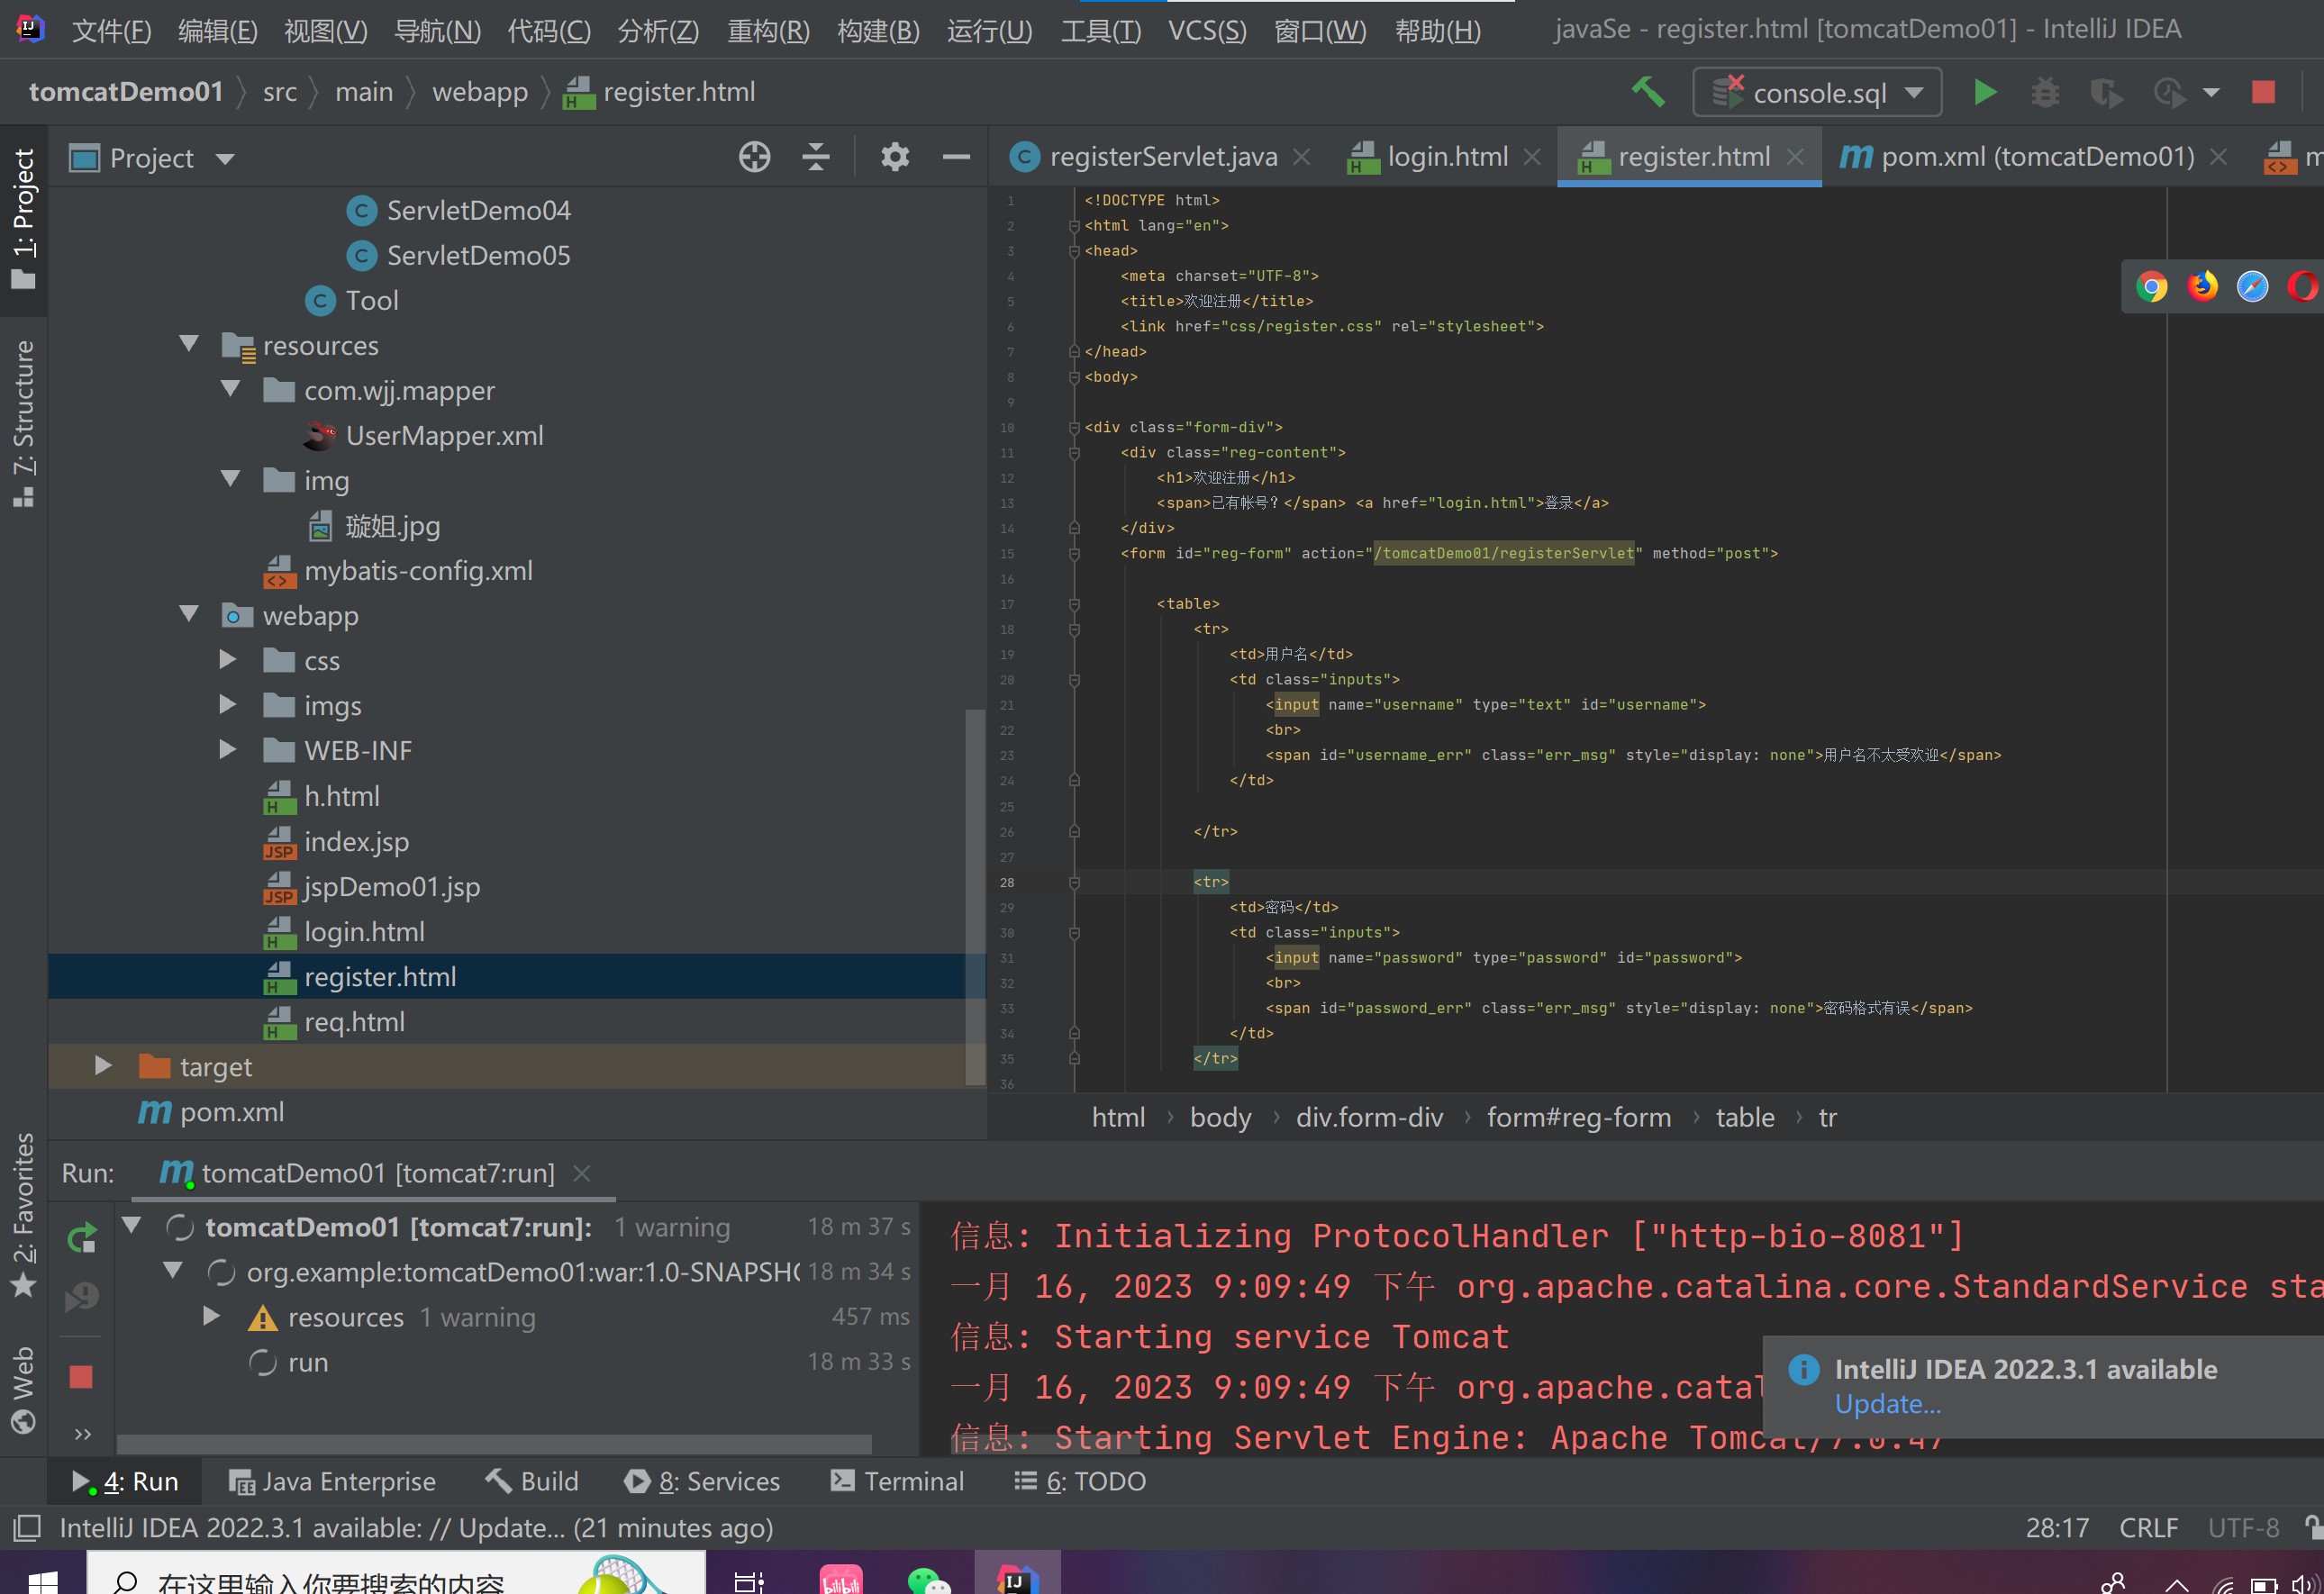 文件(F) 编辑(E) 视图(V) 导航(N) 代码(C) 分析(Z) 重构(R) 构建(B) 运行(U) 工具(T) VCS(S) 窗口(W) 帮助(H) javaSe - register.html [tomcatDemo01] - IntelliJ IDEA
tomcatDemo01 src main webapp register.html console.sql
Project
registerServlet.java login.html register.html pom.xml (tomcatDemo01)
1: Project
7: Structure
2: Favorites
Web
ServletDemo04
ServletDemo05
Tool
resources
com.wjj.mapper
UserMapper.xml
img
璇姐.jpg
mybatis-config.xml
webapp
css
imgs
WEB-INF
h.html
index.jsp
jspDemo01.jsp
login.html
register.html
req.html
target
pom.xml
1 <!DOCTYPE html>
2 <html lang="en">
3 <head>
4 <meta charset="UTF-8">
5 <title>欢迎注册</title>
6 <link href="css/register.css" rel="stylesheet">
7 </head>
8 <body>
9
10 <div class="form-div">
11 <div class="reg-content">
12 <h1>欢迎注册</h1>
13 <span>已有帐号？</span> <a href="login.html">登录</a>
14 </div>
15 <form id="reg-form" action="/tomcatDemo01/registerServlet" method="post">
16
17 <table>
18 <tr>
19 <td>用户名</td>
20 <td class="inputs">
21 <input name="username" type="text" id="username">
22 <br>
23 <span id="username_err" class="err_msg" style="display: none">用户名不太受欢迎</span>
24 </td>
25
26 </tr>
27
28 <tr>
29 <td>密码</td>
30 <td class="inputs">
31 <input name="password" type="password" id="password">
32 <br>
33 <span id="password_err" class="err_msg" style="display: none">密码格式有误</span>
34 </td>
35 </tr>
36
html body div.form-div form#reg-form table tr
Run: tomcatDemo01 [tomcat7:run]
tomcatDemo01 [tomcat7:run]: 1 warning 18 m 37 s
org.example:tomcatDemo01:war:1.0-SNAPSHO 18 m 34 s
resources 1 warning 457 ms
run 18 m 33 s
信息: Initializing ProtocolHandler ["http-bio-8081"]
一月 16, 2023 9:09:49 下午 org.apache.catalina.core.StandardService sta
信息: Starting service Tomcat
一月 16, 2023 9:09:49 下午 org.apache.catal
信息: Starting Servlet Engine: Apache Tomcat/7.0.47
IntelliJ IDEA 2022.3.1 available
Update...
4: Run Java Enterprise Build 8: Services Terminal 6: TODO
IntelliJ IDEA 2022.3.1 available: // Update... (21 minutes ago) 28:17 CRLF UTF-8
在这里输入你要搜索的内容
bilibili